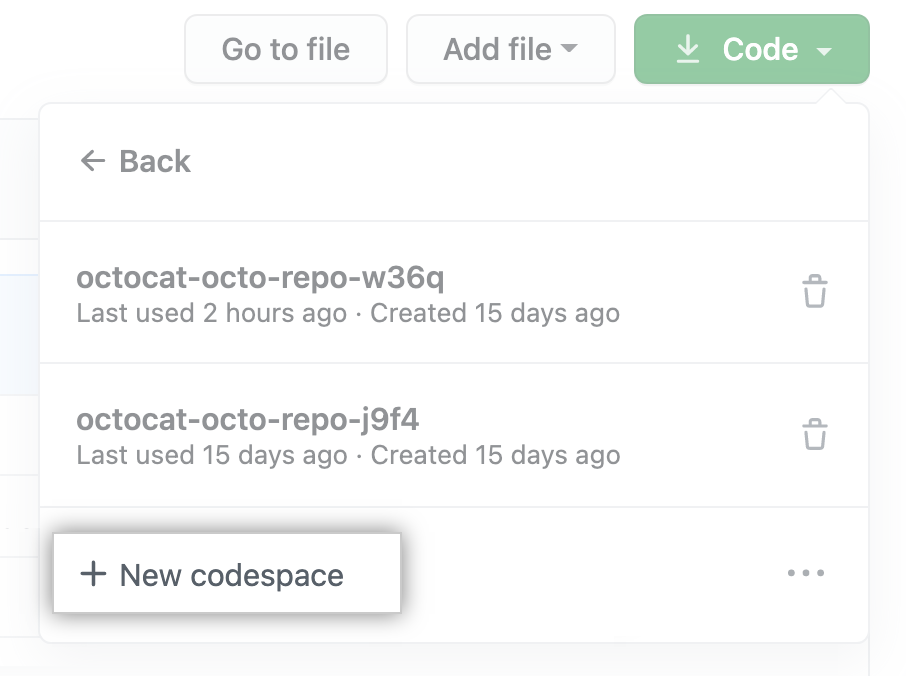 Go to file
Add file
Code
Back
octocat-octo-repo-w36q
Last used 2 hours ago · Created 15 days ago
octocat-octo-repo-j9f4
Last used 15 days ago · Created 15 days ago
+ New codespace